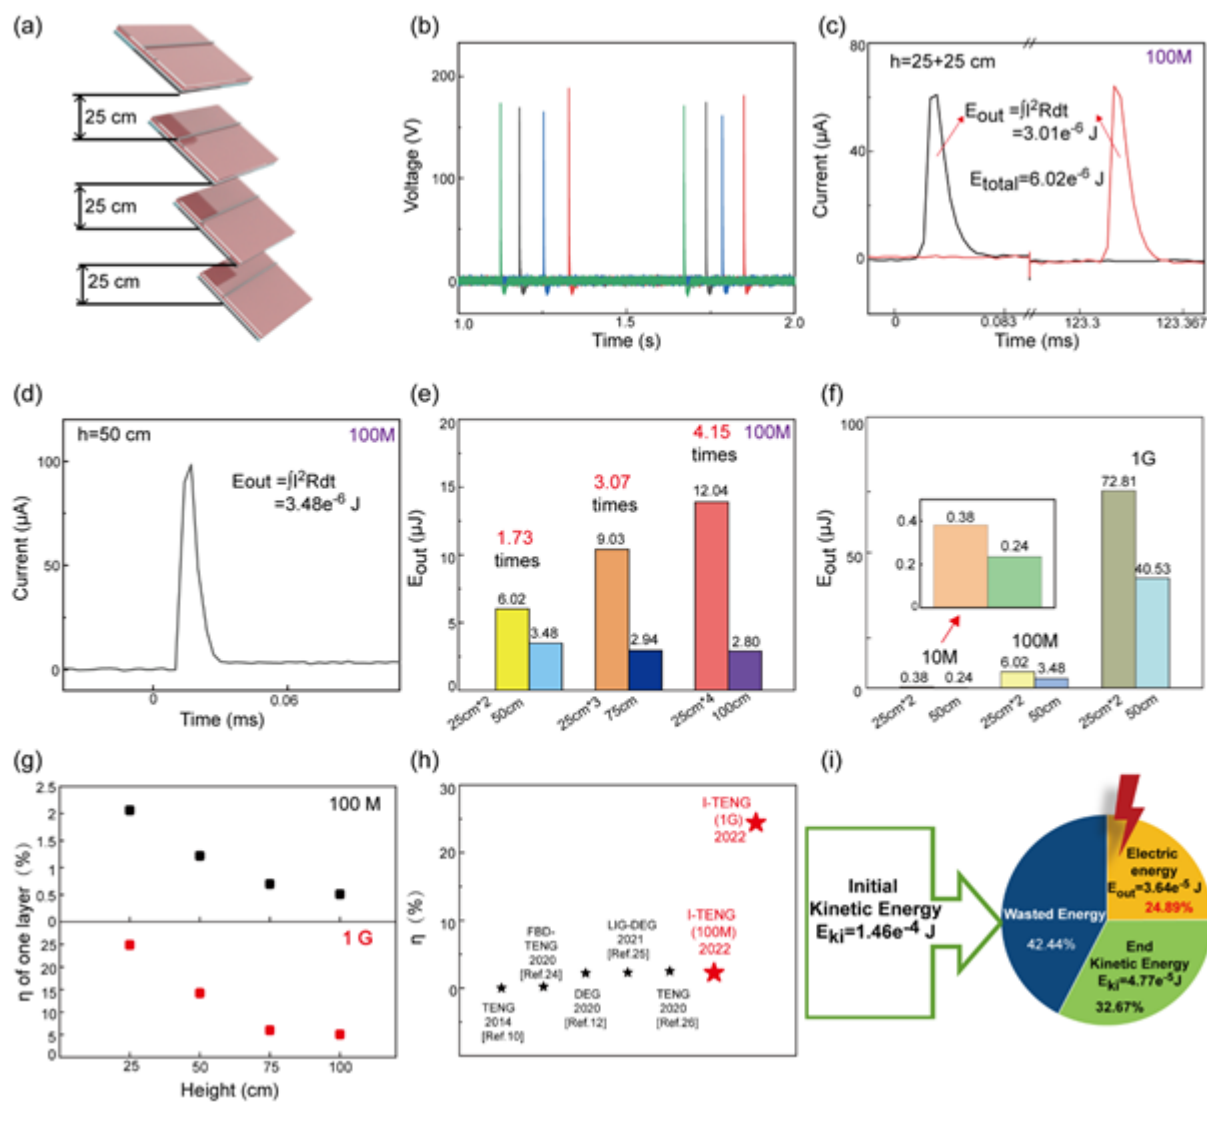 (a)
25 cm
25 cm
25 cm
(b)
200
100
0
Voltage (V)
1.0
1.5
2.0
Time (s)
(c)
80
40
0
Current (μA)
h=25+25 cm
100M
Eout =∫I²Rdt
=3.01e⁻⁶ J
Etotal=6.02e⁻⁶ J
0
0.083
123.3
123.367
Time (ms)
(d)
h=50 cm
100M
100
50
0
Current (μA)
Eout =∫I²Rdt
=3.48e⁻⁶ J
0
0.06
Time (ms)
(e)
20
15
10
5
0
Eout (μJ)
1.73
times
3.07
times
4.15
times
100M
6.02
3.48
9.03
2.94
12.04
2.80
25cm*2
50cm
25cm*3
75cm
25cm*4
100cm
(f)
100
50
0
Eout (μJ)
0.4
0.2
0
0.38
0.24
10M
100M
1G
0.38
0.24
6.02
3.48
72.81
40.53
25cm*2
50cm
25cm*2
50cm
25cm*2
50cm
(g)
2.5
2
1.5
1
0.5
0
100 M
25
20
15
10
5
0
1 G
η of one layer (%)
25
50
75
100
Height (cm)
(h)
30
20
10
0
η (%)
TENG
2014
[Ref.10]
FBD-
TENG
2020
[Ref.24]
DEG
2020
[Ref.12]
LIG-DEG
2021
[Ref.25]
TENG
2020
[Ref.26]
I-TENG
(100M)
2022
I-TENG
(1G)
2022
(i)
Initial
Kinetic Energy
Eki=1.46e⁻⁴ J
Wasted Energy
42.44%
Electric
energy
Eout=3.64e⁻⁵ J
24.89%
End
Kinetic Energy
Eki=4.77e⁻⁵J
32.67%